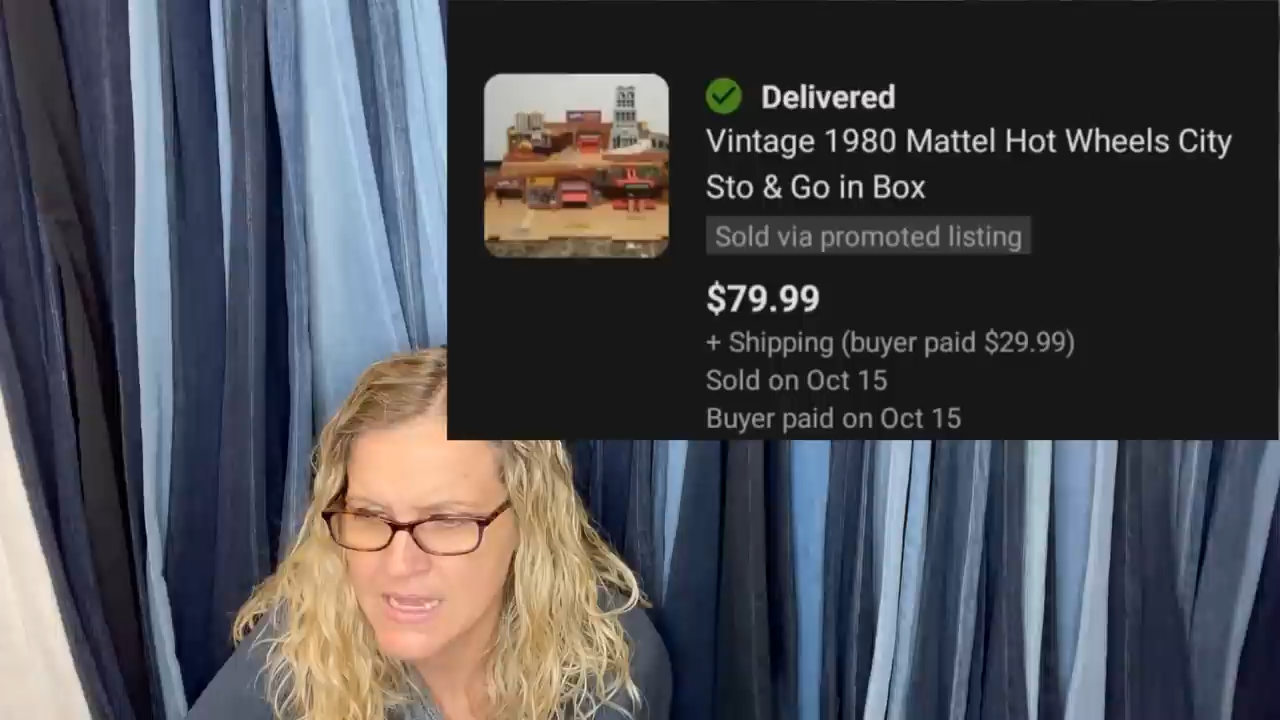 Delivered
Vintage 1980 Mattel Hot Wheels City
Sto & Go in Box
Sold via promoted listing
$79.99
+ Shipping (buyer paid $29.99)
Sold on Oct 15
Buyer paid on Oct 15